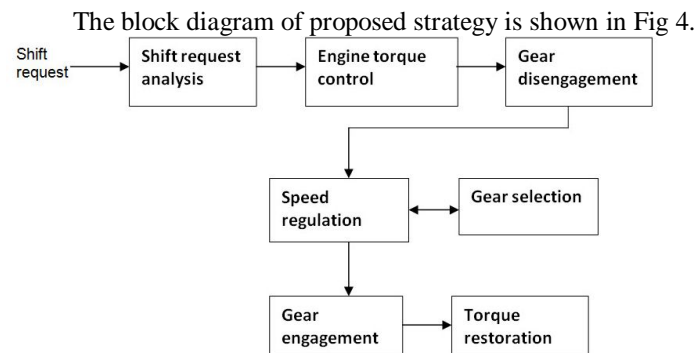 The block diagram of proposed strategy is shown in Fig 4.
Shift
request
Shift request
analysis
Engine torque
control
Gear
disengagement
Speed
regulation
Gear selection
Gear
engagement
Torque
restoration